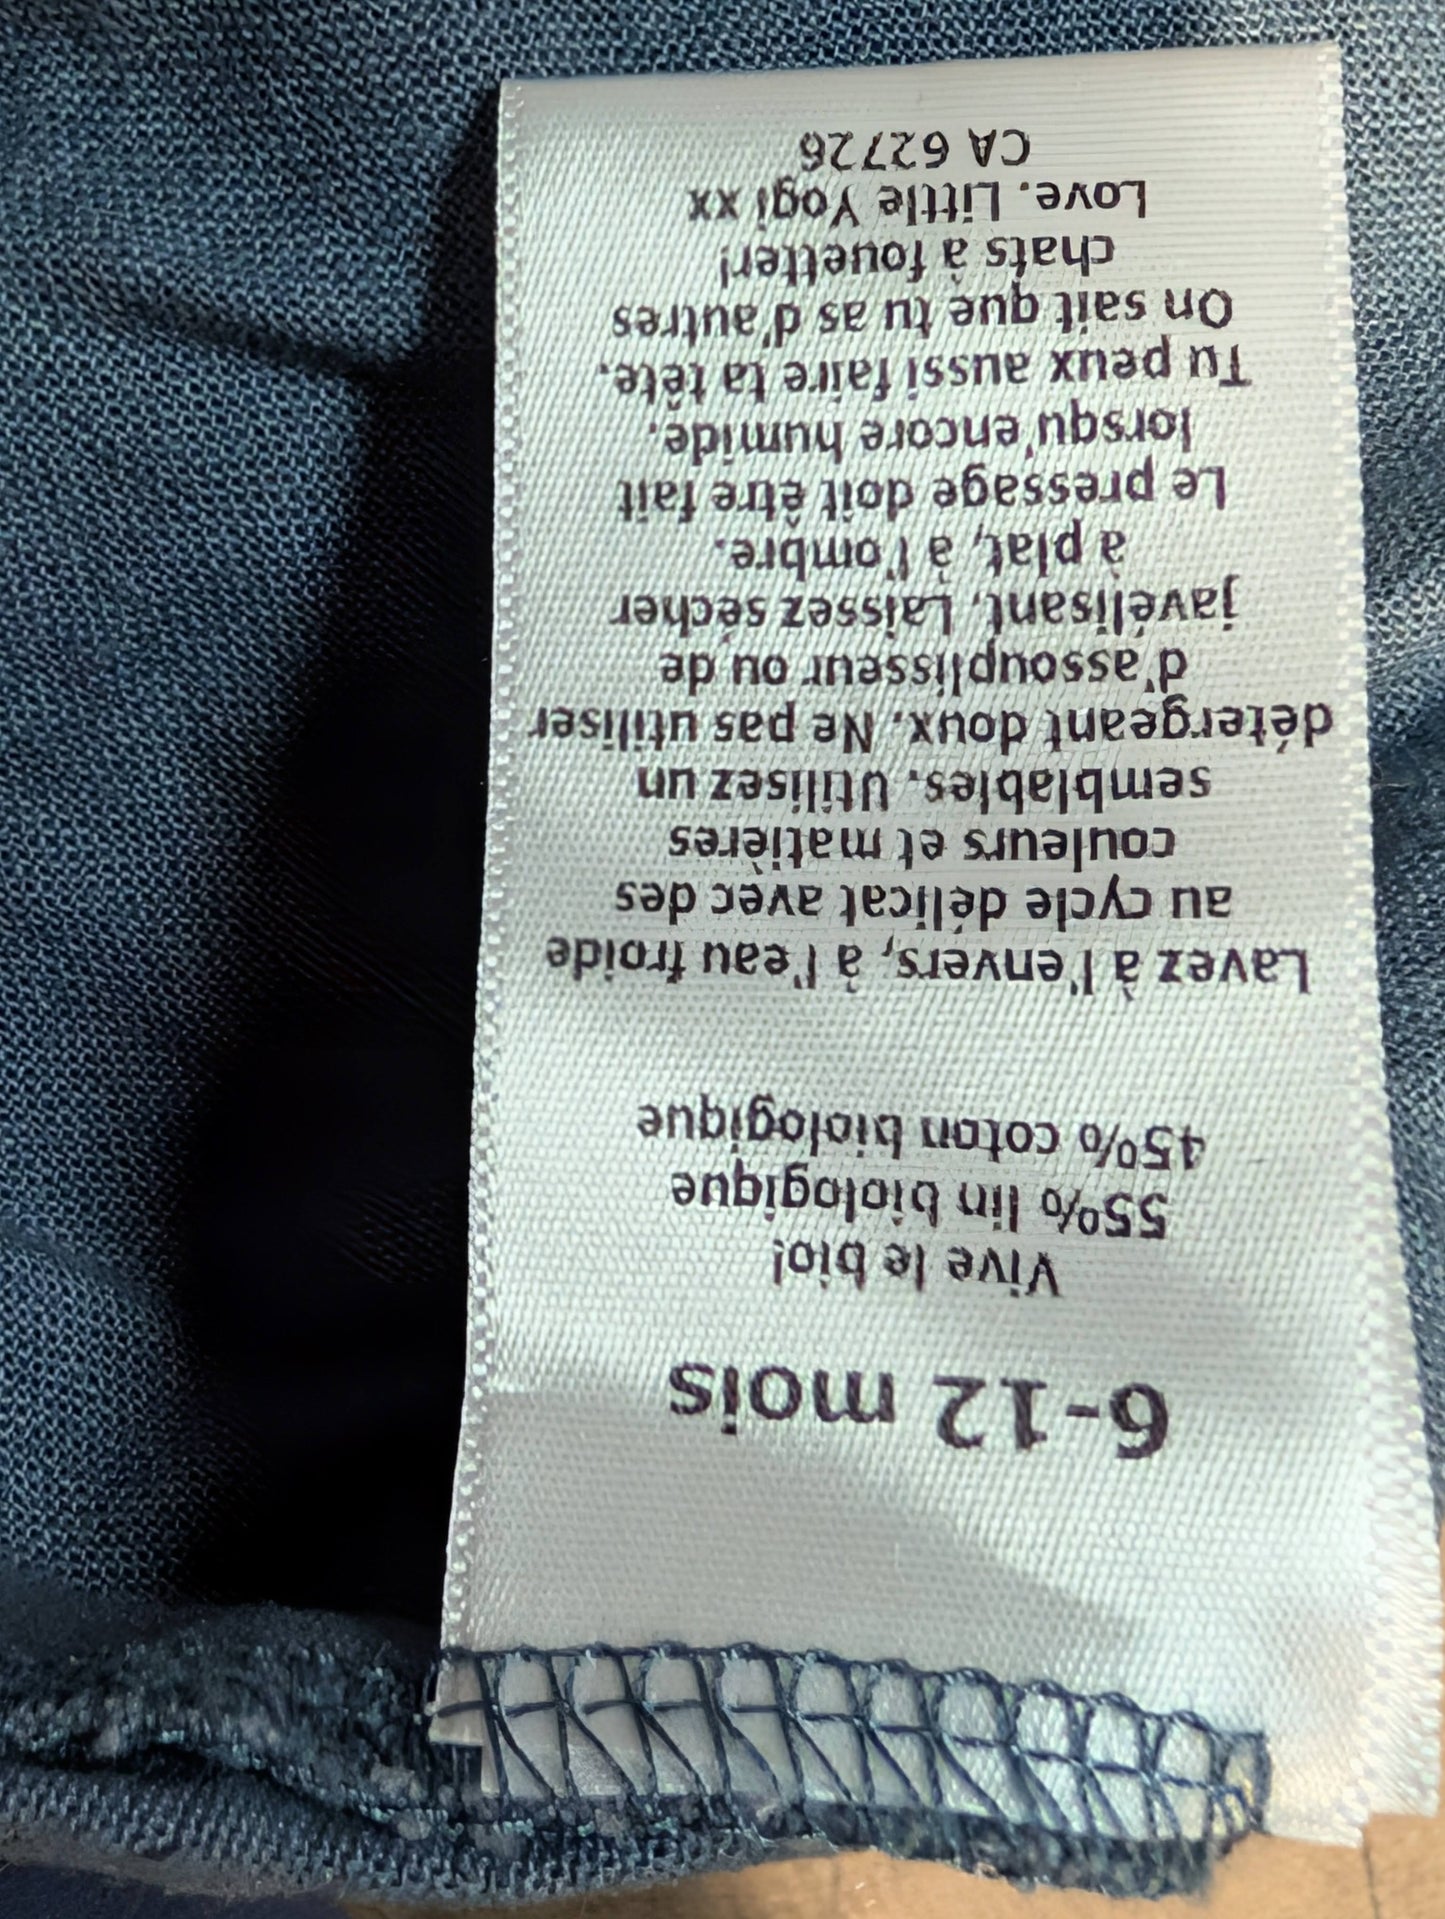 6-12 mois
Vive le bio!
55% lin biologique
45% coton biologique
Lavez à l'envers, à l'eau froide
au cycle délicat avec des
couleurs et matières
semblables. Utilisez un
détergeant doux. Ne pas utiliser
d'assouplisseur ou de
javélisant. Laissez sécher
à plat, à l'ombre.
Le pressage doit être fait
lorsqu'encore humide.
Tu peux aussi faire ta tête.
On sait que tu as d'autres
chats à fouetter!
Love. Little Yogi xx
CA 62726